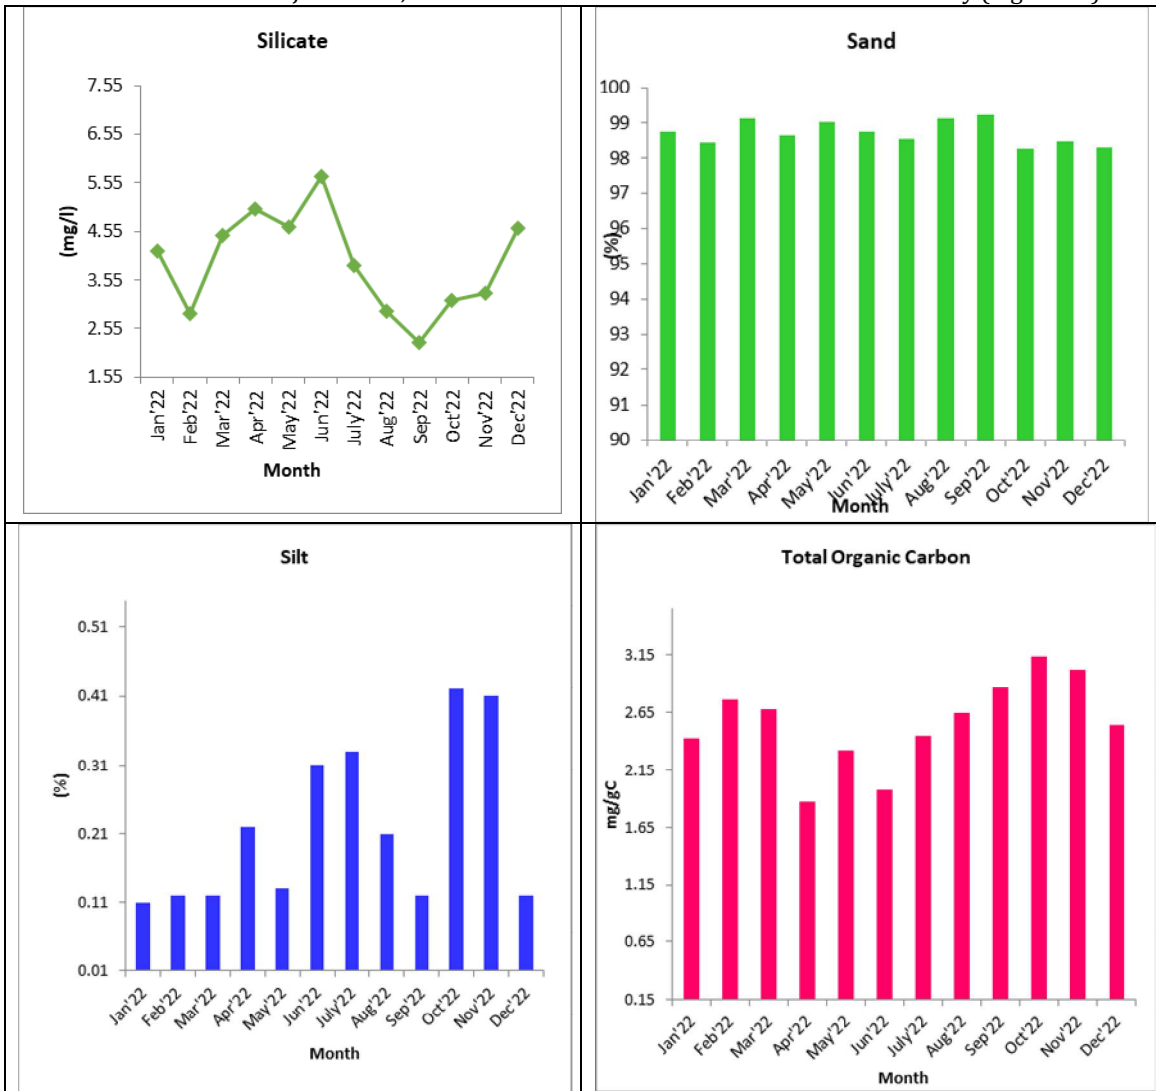 Silicate
7.55
6.55
5.55
4.55
3.55
2.55
1.55
(mg/l)
Jan'22
Feb'22
Mar'22
Apr'22
May'22
Jun'22
July'22
Aug'22
Sep'22
Oct'22
Nov'22
Dec'22
Month
Sand
100
99
98
97
96
95
94
93
92
91
90
(%)
Jan'22
Feb'22
Mar'22
Apr'22
May'22
Jun'22
July'22
Aug'22
Sep'22
Oct'22
Nov'22
Dec'22
Month
Silt
0.51
0.41
0.31
0.21
0.11
0.01
(%)
Jan'22
Feb'22
Mar'22
Apr'22
May'22
Jun'22
July'22
Aug'22
Sep'22
Oct'22
Nov'22
Dec'22
Month
Total Organic Carbon
3.15
2.65
2.15
1.65
1.15
0.65
0.15
mg/gC
Jan'22
Feb'22
Mar'22
Apr'22
May'22
Jun'22
July'22
Aug'22
Sep'22
Oct'22
Nov'22
Dec'22
Month